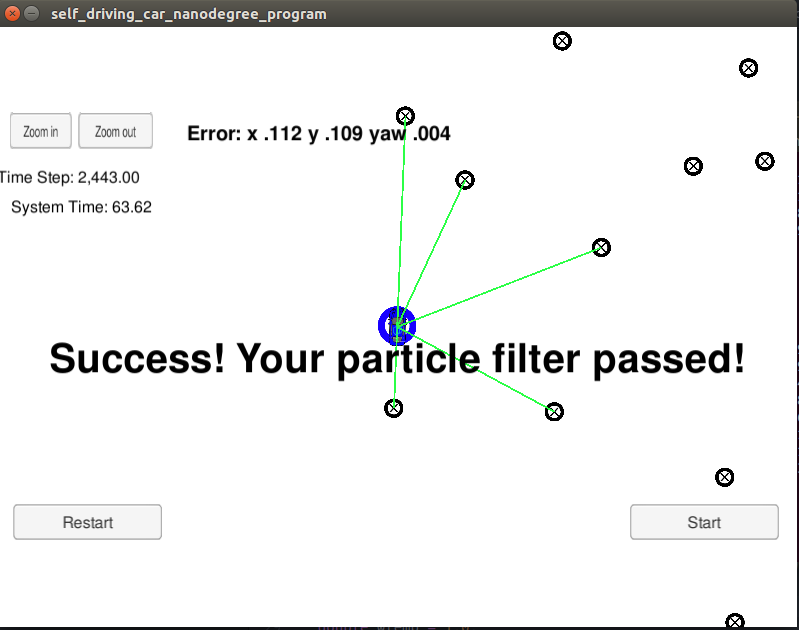 self_driving_car_nanodegree_program
Zoom in
Zoom out
Error: x .112 y .109 yaw .004
Time Step: 2,443.00
System Time: 63.62
Success! Your particle filter passed!
Restart
Start